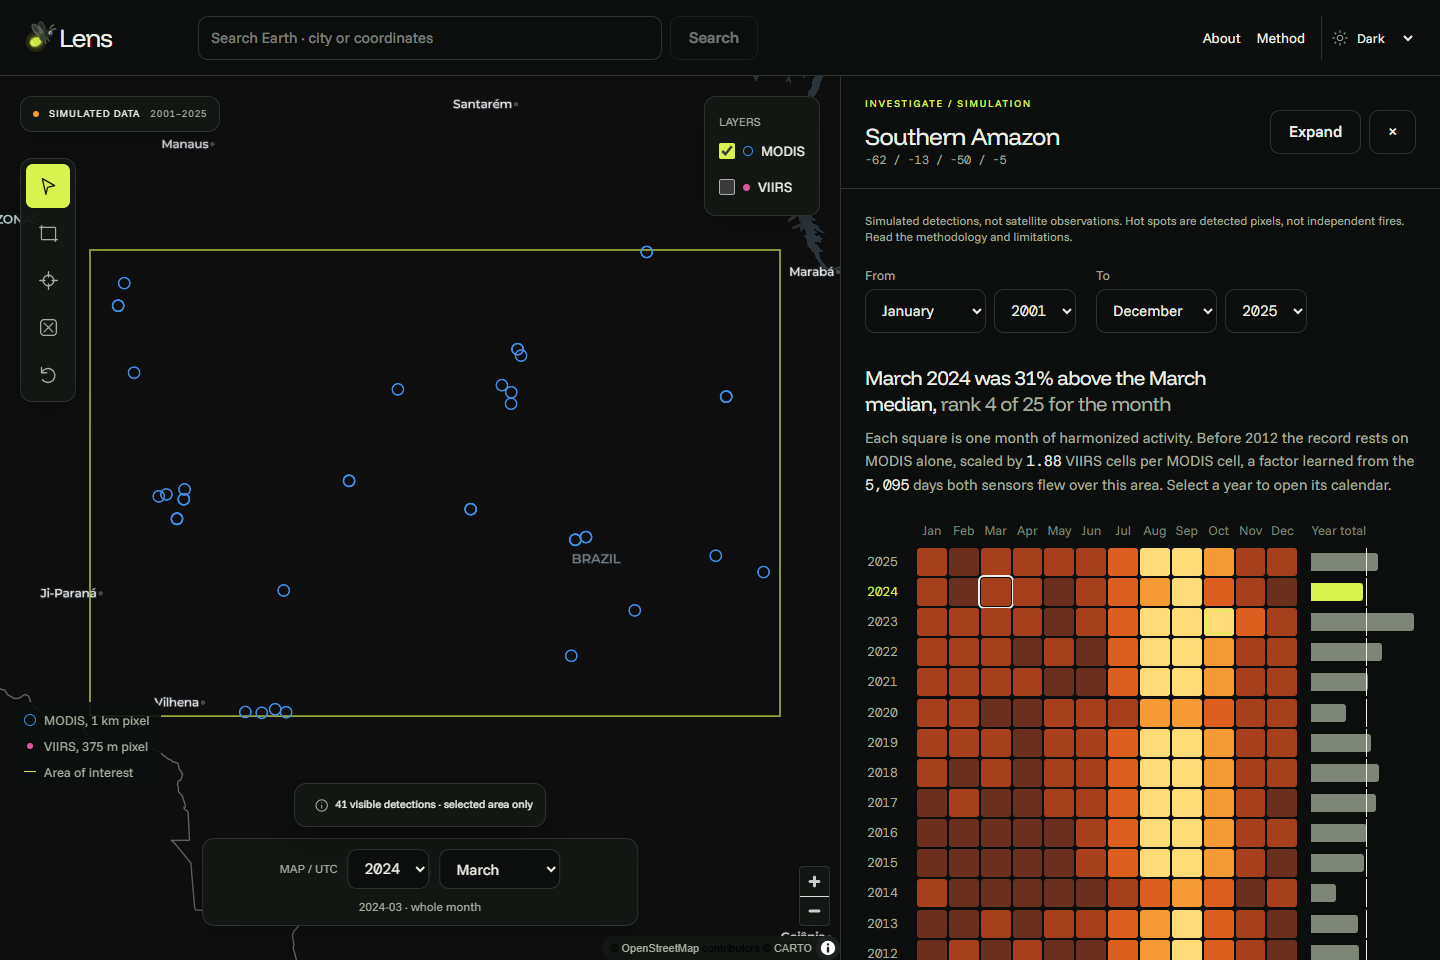 Lens
Search Earth · city or coordinates
Search
About
Method
Dark
SIMULATED DATA 2001–2025
Santarém
Manaus
LAYERS
MODIS
VIIRS
Marabá
BRAZIL
Ji-Paraná
Vilhena
MODIS, 1 km pixel
VIIRS, 375 m pixel
Area of interest
41 visible detections · selected area only
MAP / UTC
2024
March
2024-03 · whole month
+
−
© OpenStreetMap contributors © CARTO
INVESTIGATE / SIMULATION
Southern Amazon
-62 / -13 / -50 / -5
Expand
×
Simulated detections, not satellite observations. Hot spots are detected pixels, not independent fires.
Read the methodology and limitations.
From
To
January
2001
December
2025
March 2024 was 31% above the March
median, rank 4 of 25 for the month
Each square is one month of harmonized activity. Before 2012 the record rests on
MODIS alone, scaled by 1.88 VIIRS cells per MODIS cell, a factor learned from the
5,095 days both sensors flew over this area. Select a year to open its calendar.
Jan Feb Mar Apr May Jun Jul Aug Sep Oct Nov Dec Year total
2025
2024
2023
2022
2021
2020
2019
2018
2017
2016
2015
2014
2013
2012